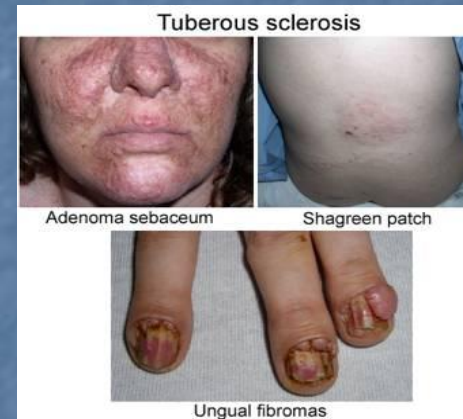 Tuberous sclerosis
Adenoma sebaceum
Shagreen patch
Ungual fibromas